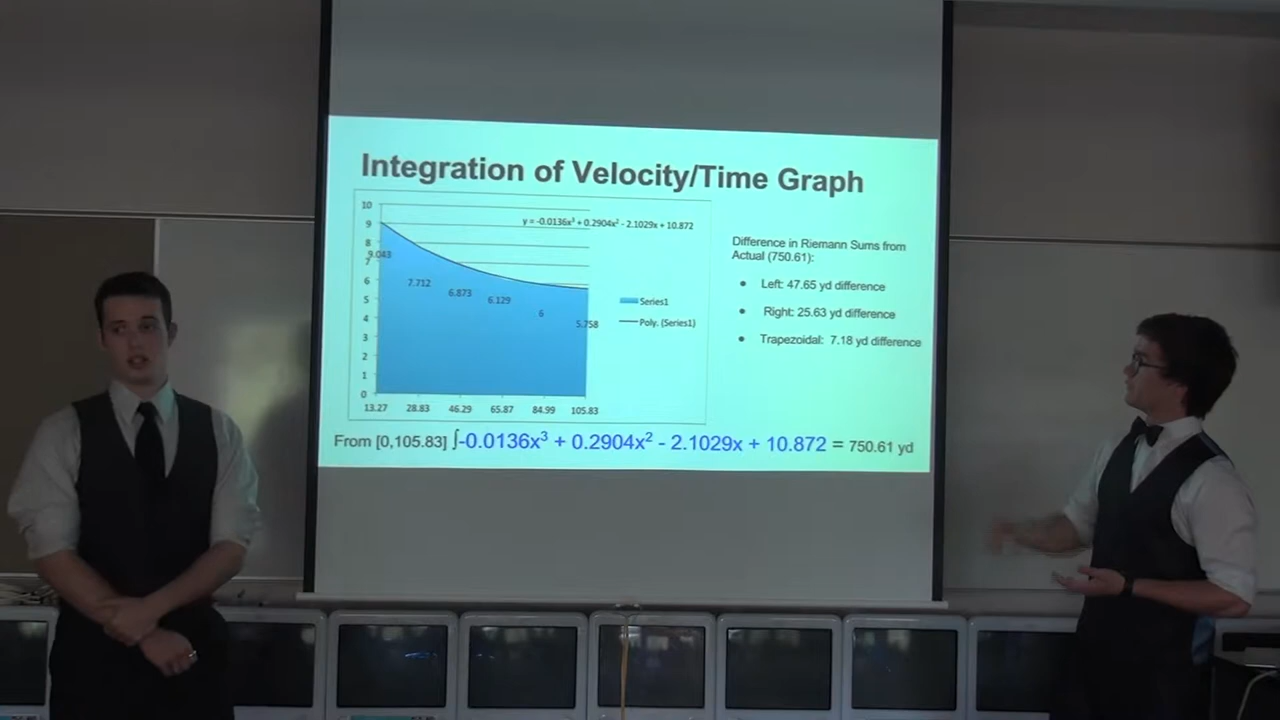 Integration of Velocity/Time Graph
10
9
8
7
6
5
4
3
2
1
0
y = -0.0136x³ + 0.2904x² - 2.1029x + 10.872
9.043
7.712
6.873
6.129
6
5.758
13.27 28.83 46.29 65.87 84.99 105.83
Series1
Poly. (Series1)
Difference in Riemann Sums from
Actual (750.61):
● Left: 47.65 yd difference
● Right: 25.63 yd difference
● Trapezoidal: 7.18 yd difference
From [0,105.83] ∫-0.0136x³ + 0.2904x² - 2.1029x + 10.872 = 750.61 yd